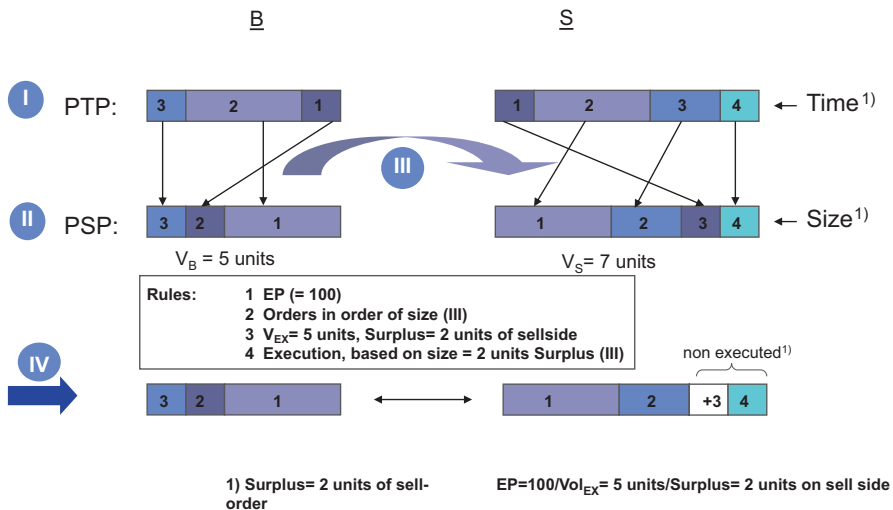 B S
I PTP: 3 2 1 1 2 3 4 Time1)
III
II PSP: 3 2 1 1 2 3 4 Size1)
VB = 5 units VS= 7 units
Rules: 1 EP (= 100)
2 Orders in order of size (III)
3 VEX= 5 units, Surplus= 2 units of sellside
4 Execution, based on size = 2 units Surplus (III)
IV non executed1)
3 2 1 1 2 +3 4
1) Surplus= 2 units of sell- EP=100/VolEX= 5 units/Surplus= 2 units on sell side
order